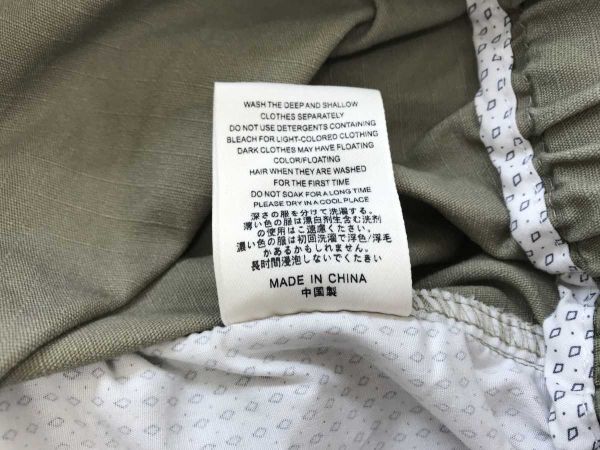 WASH THE DEEP AND SHALLOW
CLOTHES SEPARATELY
DO NOT USE DETERGENTS CONTAINING
BLEACH FOR LIGHT-COLORED CLOTHING
DARK CLOTHES MAY HAVE FLOATING
COLOR/FLOATING
HAIR WHEN THEY ARE WASHED
FOR THE FIRST TIME
DO NOT SOAK FOR A LONG TIME
PLEASE DRY IN A COOL PLACE
深さの服を分けて洗濯する。
薄い色の服は漂白剤生含む洗剤
の使用はご遠慮ください。
濃い色の服は初回洗濯で浮色/浮毛
かあるかもしれません。
長時間浸泡しないでください
MADE IN CHINA
中国製